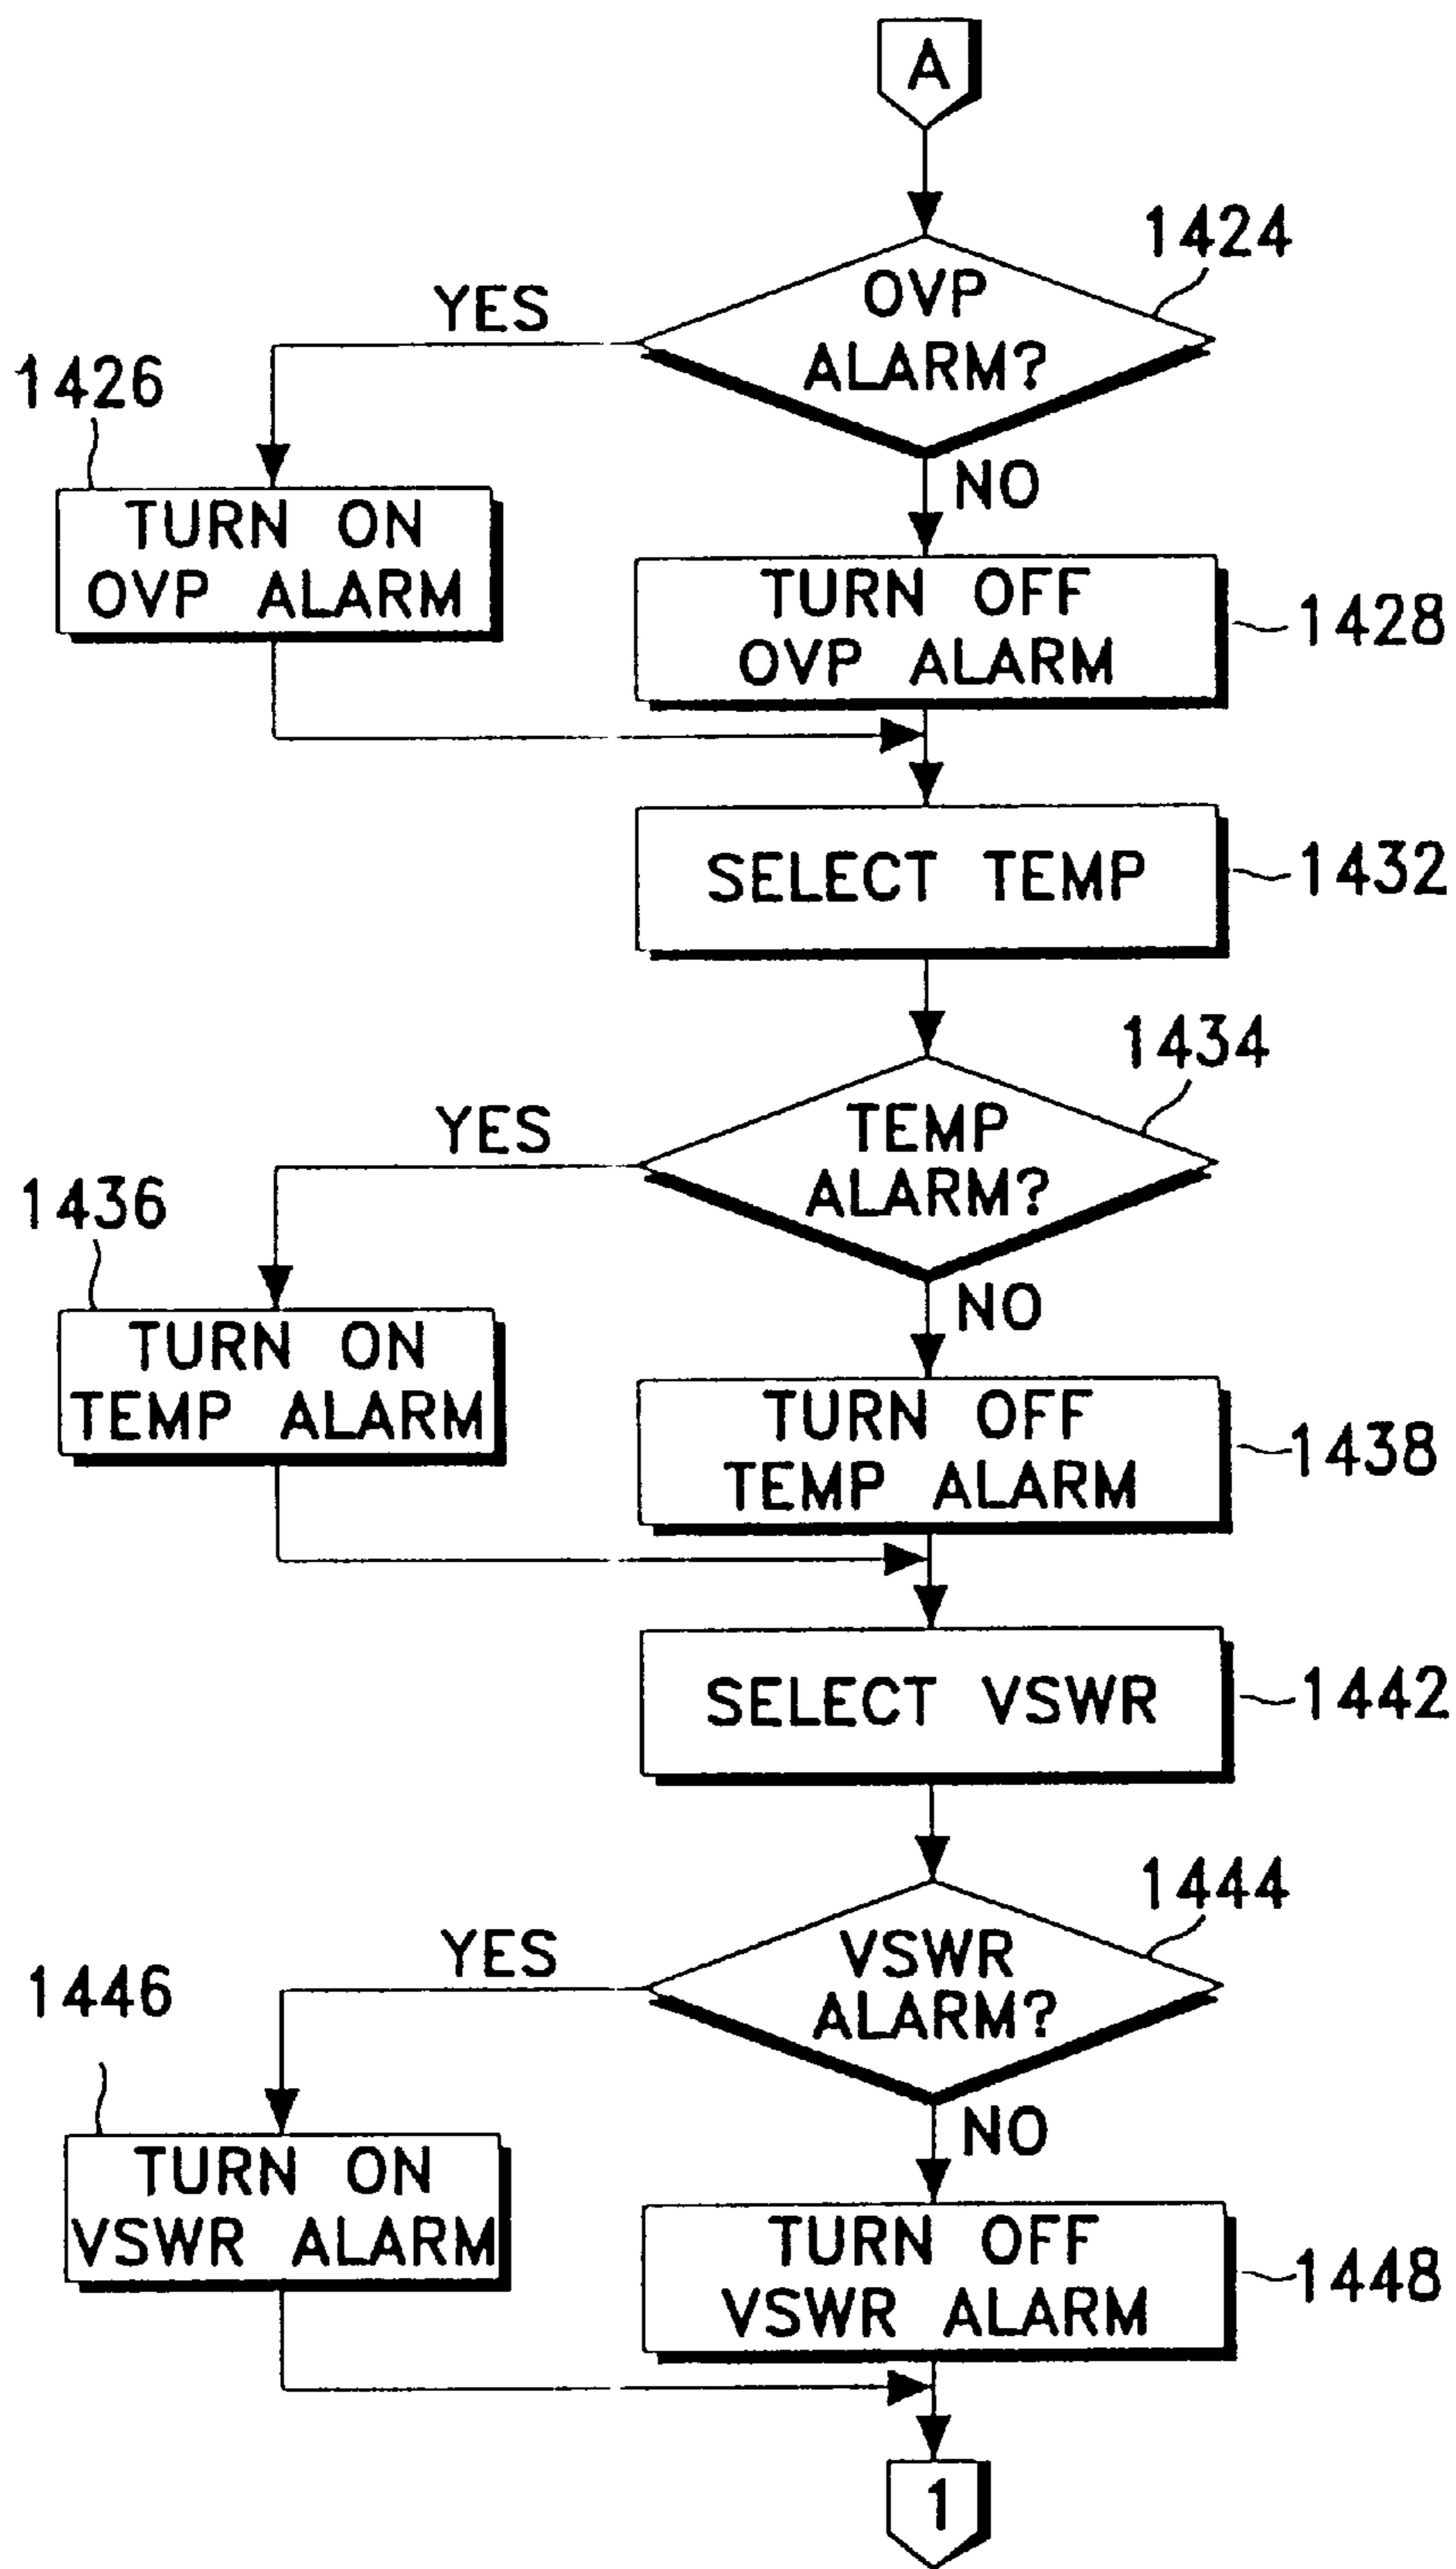 A
1424
OVP
ALARM?
YES
1426
NO
TURN ON
OVP ALARM
TURN OFF
OVP ALARM
1428
SELECT TEMP
1432
1434
TEMP
ALARM?
YES
1436
NO
TURN ON
TEMP ALARM
TURN OFF
TEMP ALARM
1438
SELECT VSWR
1442
1444
VSWR
ALARM?
YES
1446
NO
TURN ON
VSWR ALARM
TURN OFF
VSWR ALARM
1448
1